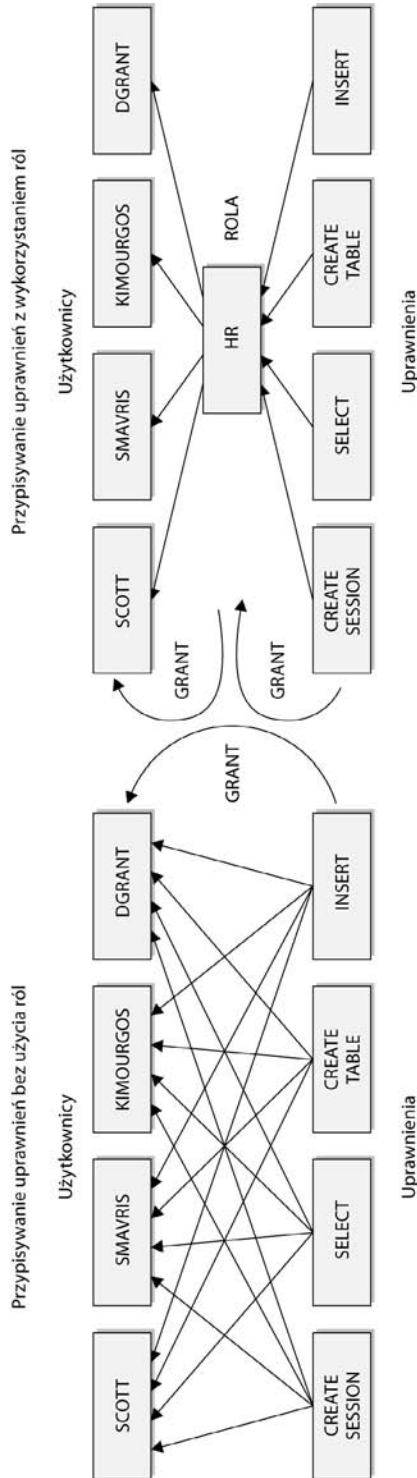 Przypisywanie uprawnień bez użycia ról
Użytkownicy
SCOTT
SMAVRIS
KIMOURGOS
DGRANT
GRANT
CREATE
SESSION
SELECT
CREATE
TABLE
INSERT
Uprawnienia
Przypisywanie uprawnień z wykorzystaniem ról
Użytkownicy
SCOTT
SMAVRIS
KIMOURGOS
DGRANT
GRANT
HR
ROLA
GRANT
CREATE
SESSION
SELECT
CREATE
TABLE
INSERT
Uprawnienia